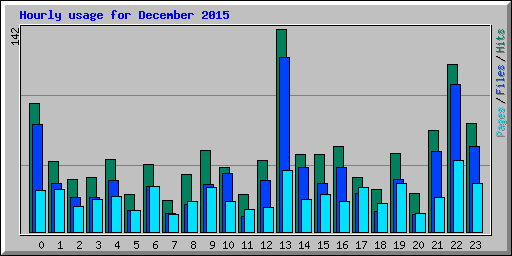 Hourly usage for December 2015
142
Pages/Files/Hits
0 1 2 3 4 5 6 7 8 9 10 11 12 13 14 15 16 17 18 19 20 21 22 23